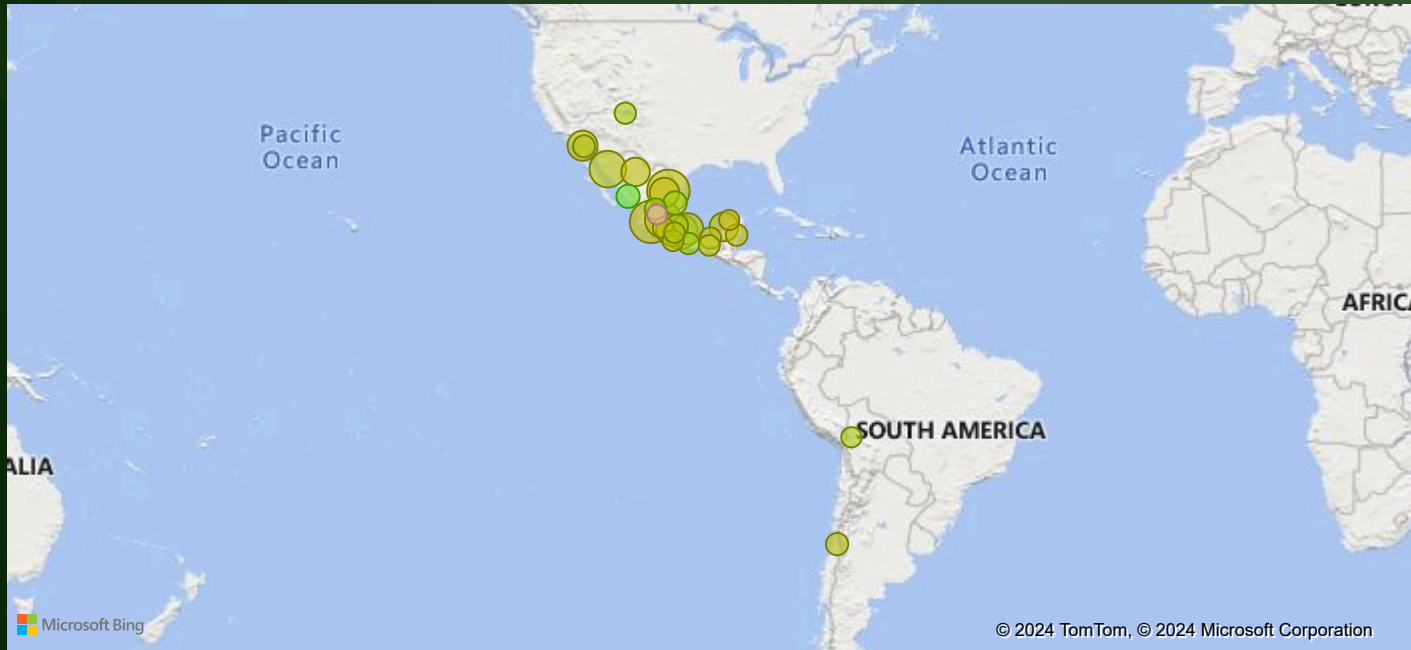 Pacific
Ocean
Atlantic
Ocean
AFRICA
SOUTH AMERICA
ALIA
Microsoft Bing
© 2024 TomTom, © 2024 Microsoft Corporation